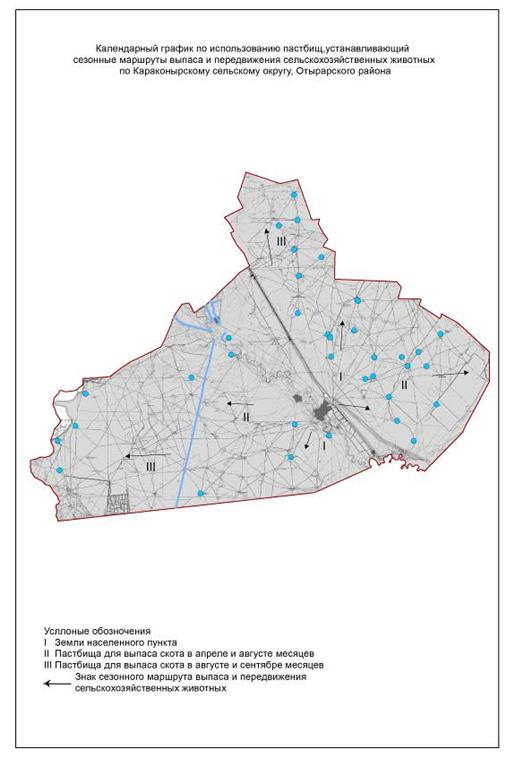 Календарный график по использованию пастбищ,устанавливающий
сезонные маршруты выпаса и передвижения сельскохозяйственных животных
по Караконырскому сельскому округу, Отырарского района
III
I
II
II
I
III
Усллоные обозночения
I Земли населенного пункта
II Пастбища для выпаса скота в апреле и августе месяцев
III Пастбища для выпаса скота в августе и сентябре месяцев
Знак сезонного маршрута выпаса и передвижения
сельскохозяйственных животных